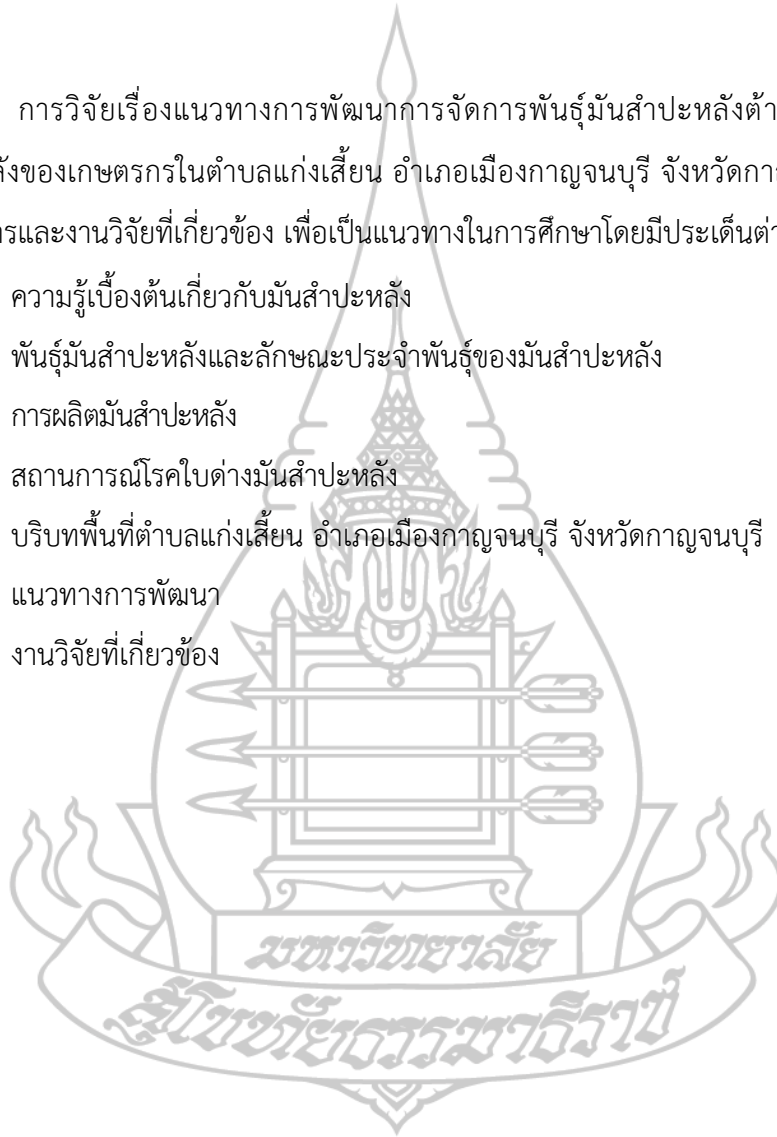 การวิจัยเรื่องแนวทางการพัฒนาการจัดการพันธุ์มันสำปะหลังต้า
ังของเกษตรกรในตำบลแก่งเสี้ยน อำเภอเมืองกาญจนบุรี จังหวัดกา
ารและงานวิจัยที่เกี่ยวข้อง เพื่อเป็นแนวทางในการศึกษาโดยมีประเด็นต่
ความรู้เบื้องต้นเกี่ยวกับมันสำปะหลัง
พันธุ์มันสำปะหลังและลักษณะประจำพันธุ์ของมันสำปะหลัง
การผลิตมันสำปะหลัง
สถานการณ์โรคใบด่างมันสำปะหลัง
บริบทพื้นที่ตำบลแก่งเสี้ยน อำเภอเมืองกาญจนบุรี จังหวัดกาญจนบุรี
แนวทางการพัฒนา
งานวิจัยที่เกี่ยวข้อง
มหาวิทยาลัย
สุโขทัยธรรมาธิราช